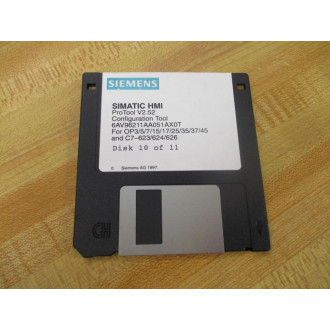 SIEMENS
SIMATIC HMI
ProTool V2.52
Configuration Tool
6AV96211AA051AX0T
For OP3/5/7/15/17/25/35/37/45
and C7-623/624/626
Disk 10 of 11
© Siemens AG 1997